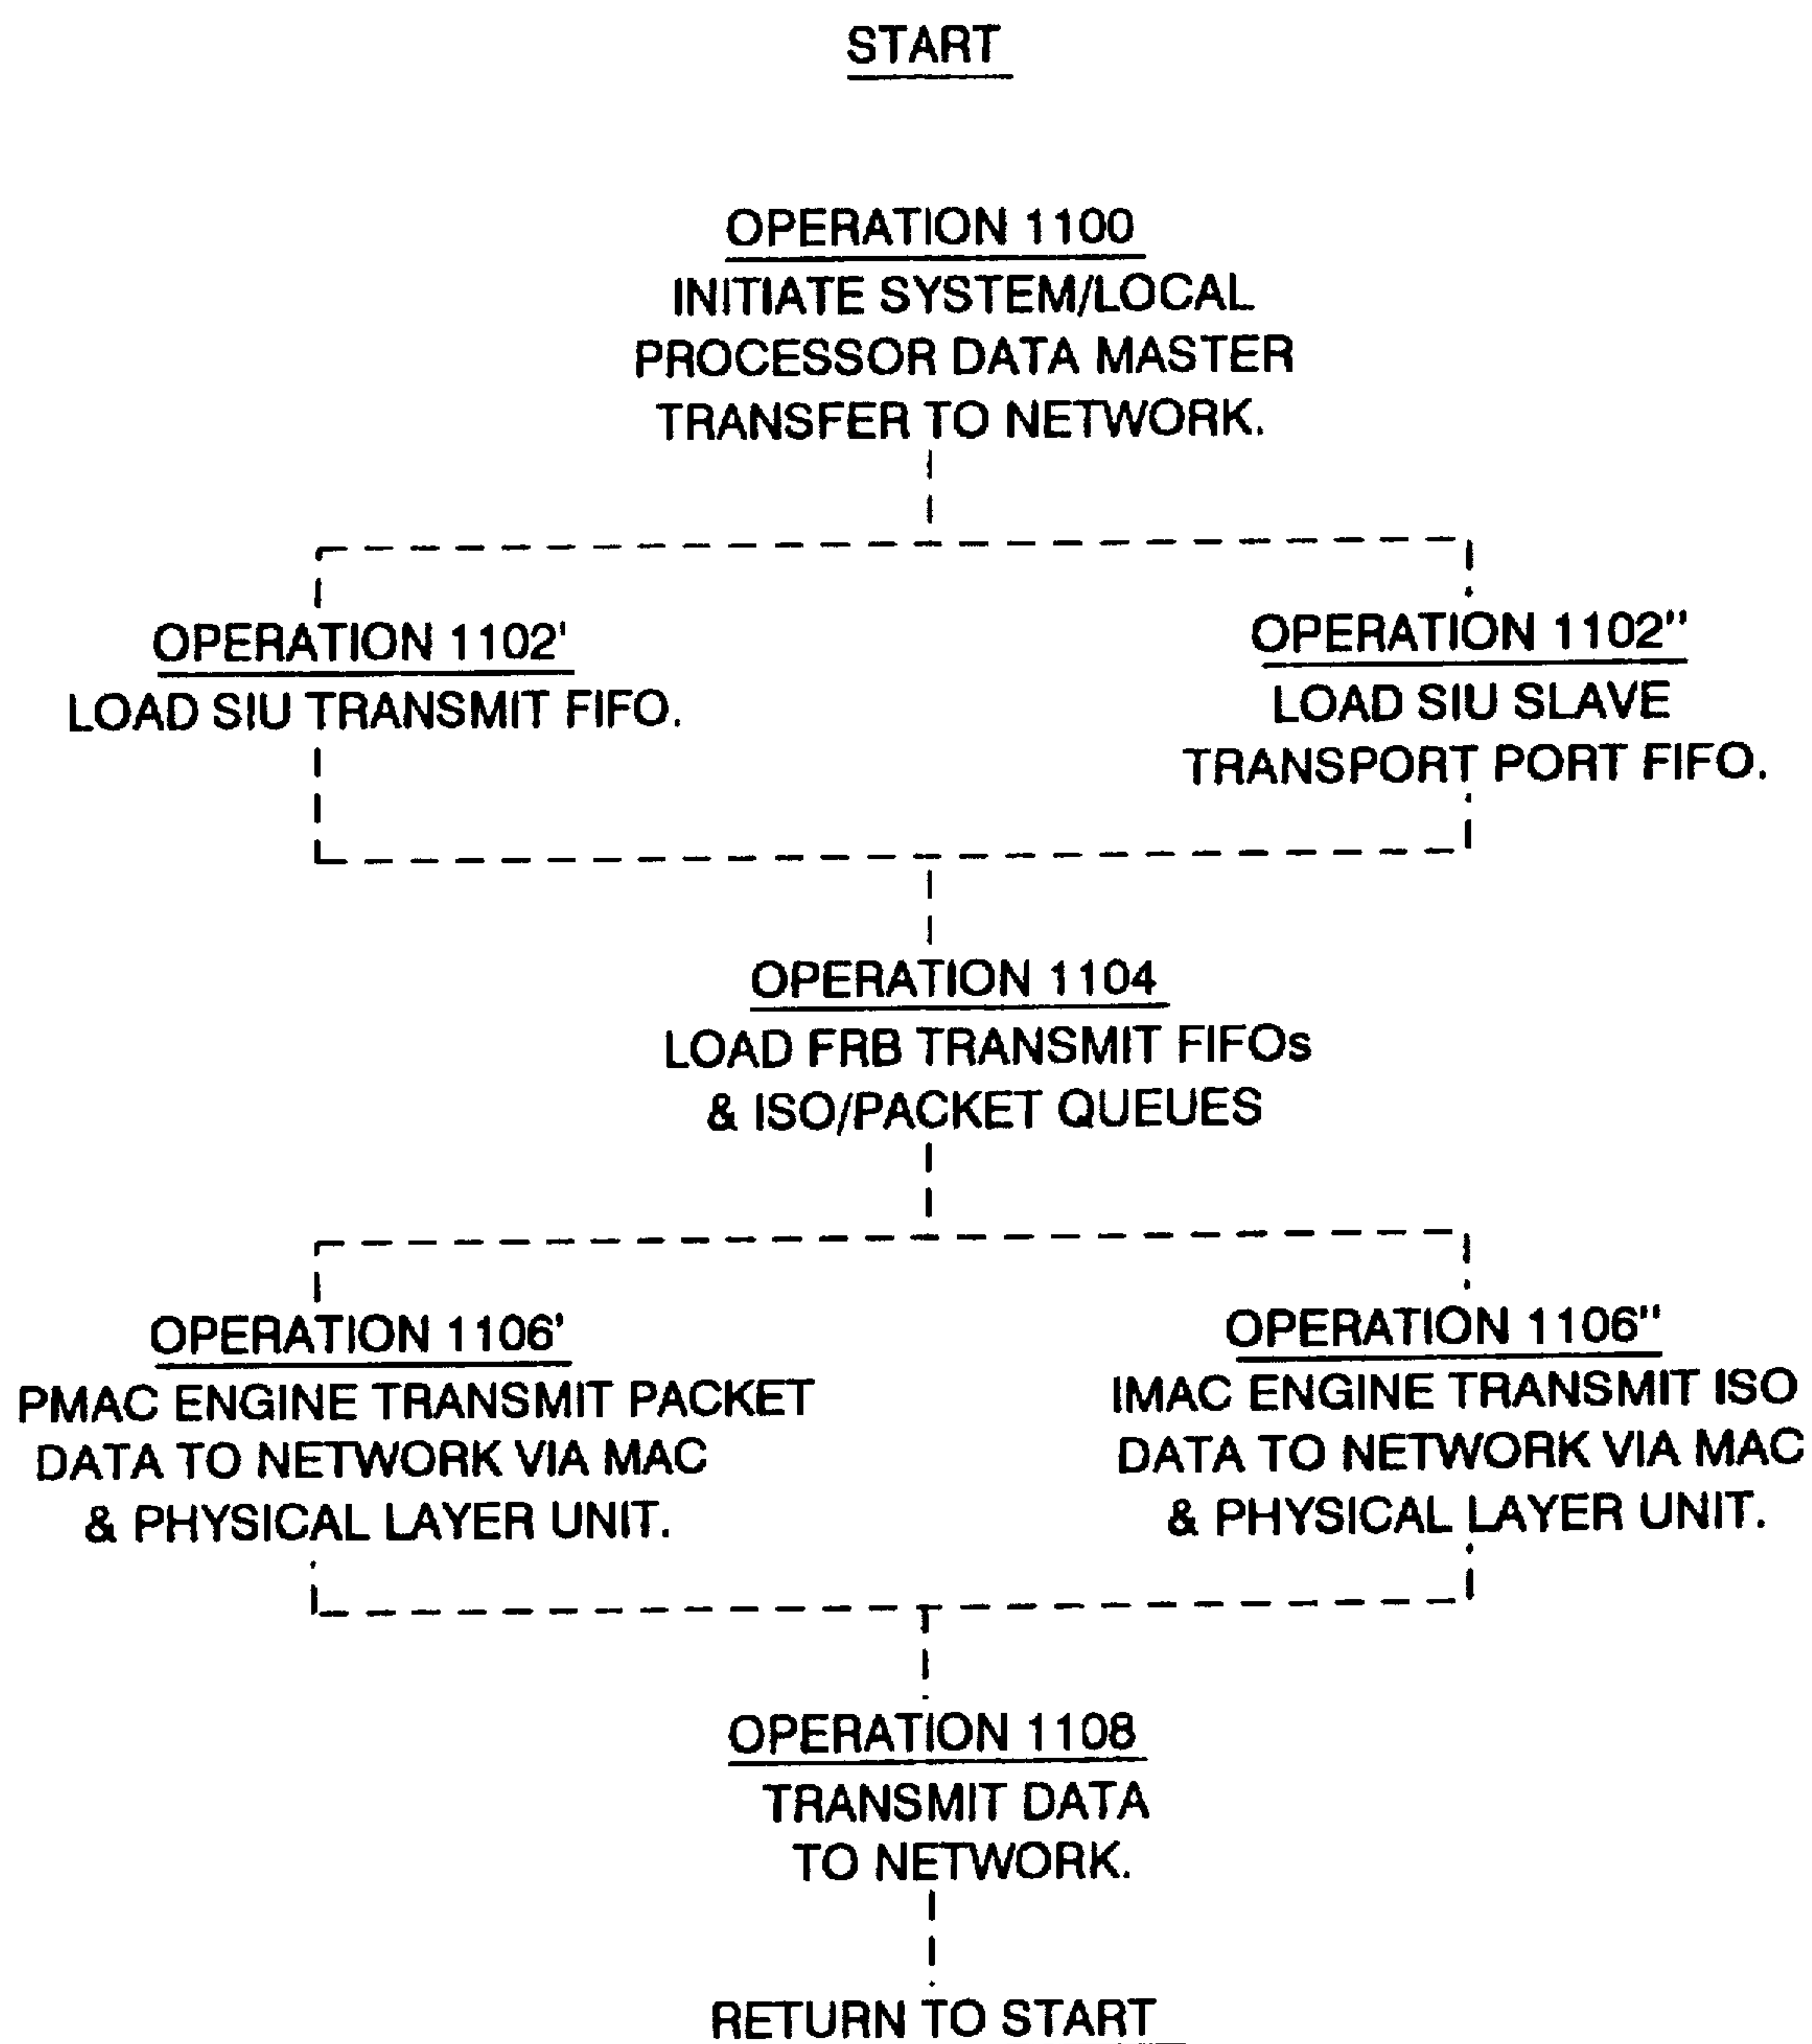 START
OPERATION 1100
INITIATE SYSTEM/LOCAL
PROCESSOR DATA MASTER
TRANSFER TO NETWORK.
OPERATION 1102'
LOAD SIU TRANSMIT FIFO.
OPERATION 1102"
LOAD SIU SLAVE
TRANSPORT PORT FIFO.
OPERATION 1104
LOAD FRB TRANSMIT FIFOs
& ISO/PACKET QUEUES
OPERATION 1106'
PMAC ENGINE TRANSMIT PACKET
DATA TO NETWORK VIA MAC
& PHYSICAL LAYER UNIT.
OPERATION 1106"
IMAC ENGINE TRANSMIT ISO
DATA TO NETWORK VIA MAC
& PHYSICAL LAYER UNIT.
OPERATION 1108
TRANSMIT DATA
TO NETWORK.
RETURN TO START